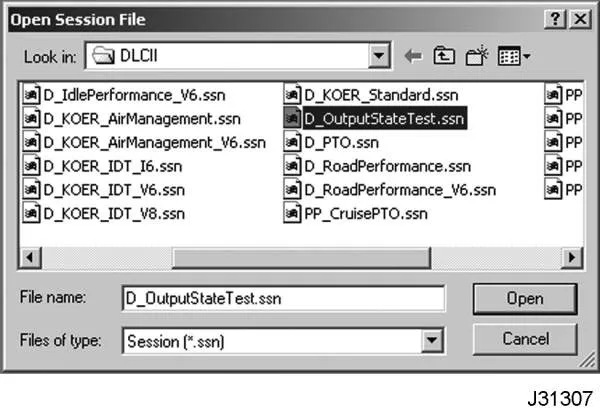 Open Session File
Look in: DLCII
D_IdlePerformance_V6.ssn D_KOER_Standard.ssn PP
D_KOER_AirManagement.ssn D_OutputStateTest.ssn PP
D_KOER_AirManagement_V6.ssn D_PTO.ssn PP
D_KOER_IDT_I6.ssn D_RoadPerformance.ssn PP
D_KOER_IDT_V6.ssn D_RoadPerformance_V6.ssn PP
D_KOER_IDT_V8.ssn PP_CruisePTO.ssn
File name: D_OutputStateTest.ssn Open
Files of type: Session (*.ssn) Cancel
J31307